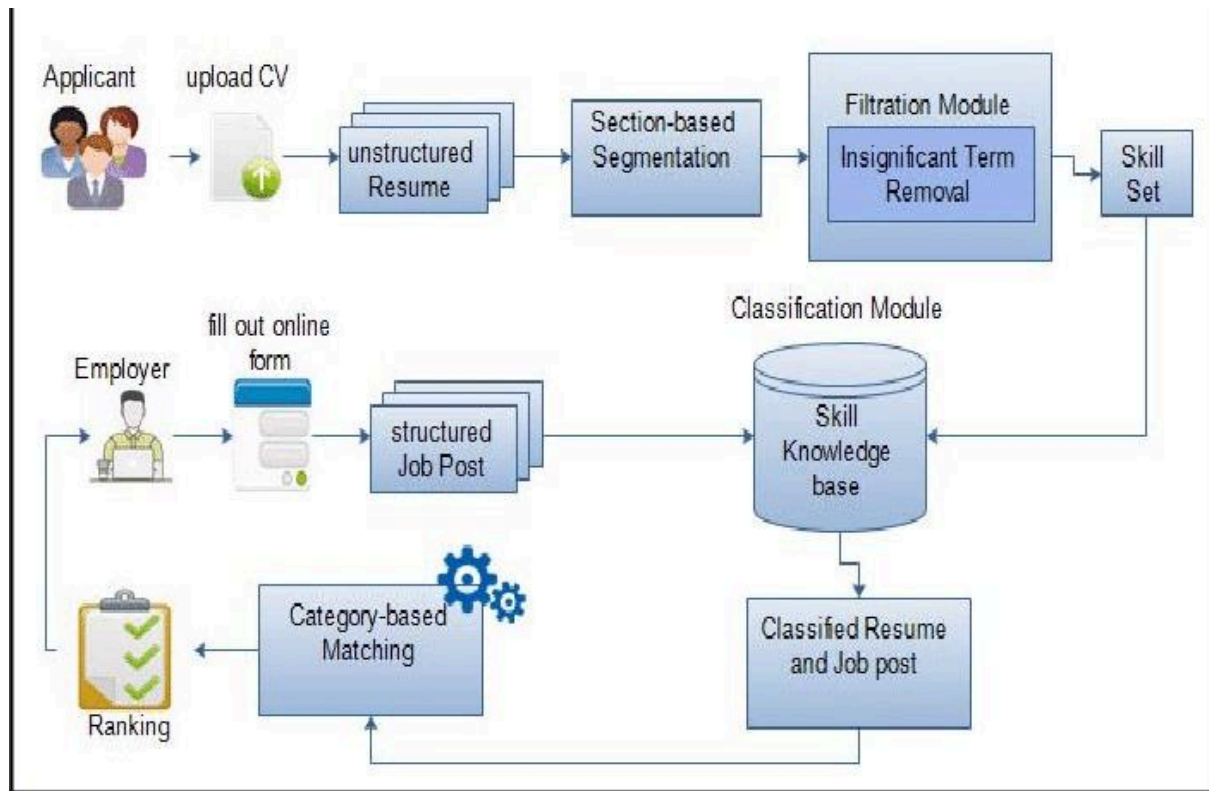 Applicant
upload CV
unstructured
Resume
Section-based
Segmentation
Filtration Module
Insignificant Term
Removal
Skill
Set
Classification Module
fill out online
form
Employer
structured
Job Post
Skill
Knowledge
base
Category-based
Matching
Classified Resume
and Job post
Ranking